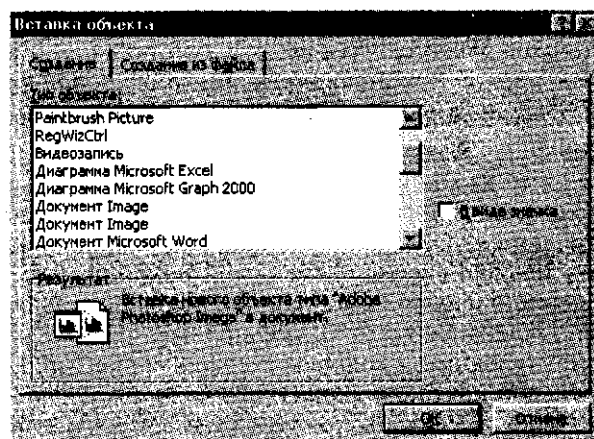 Вставка объекта
Создание
Создание из файла
Тип объекта:
Paintbrush Picture
RegWizCtrl
Видеозапись
Диаграмма Microsoft Excel
Диаграмма Microsoft Graph 2000
Документ Image
Документ Image
Документ Microsoft Word
В виде значка
Результат
Вставка нового объекта типа "Adobe
Photoshop Image" в документ.
OK
Отмена